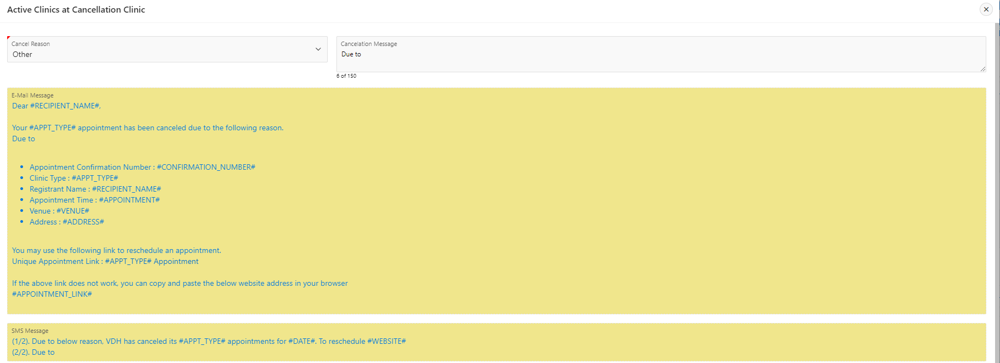 Active Clinics at Cancellation Clinic
Cancel Reason
Other
Cancelation Message
Due to
6 of 150
E-Mail Message
Dear #RECIPIENT_NAME#,
Your #APPT_TYPE# appointment has been canceled due to the following reason.
Due to
• Appointment Confirmation Number : #CONFIRMATION_NUMBER#
• Clinic Type : #APPT_TYPE#
• Registrant Name : #RECIPIENT_NAME#
• Appointment Time : #APPOINTMENT#
• Venue : #VENUE#
• Address : #ADDRESS#
You may use the following link to reschedule an appointment.
Unique Appointment Link : #APPT_TYPE# Appointment
If the above link does not work, you can copy and paste the below website address in your browser
#APPOINTMENT_LINK#
SMS Message
(1/2). Due to below reason, VDH has canceled its #APPT_TYPE# appointments for #DATE#. To reschedule #WEBSITE#
(2/2). Due to